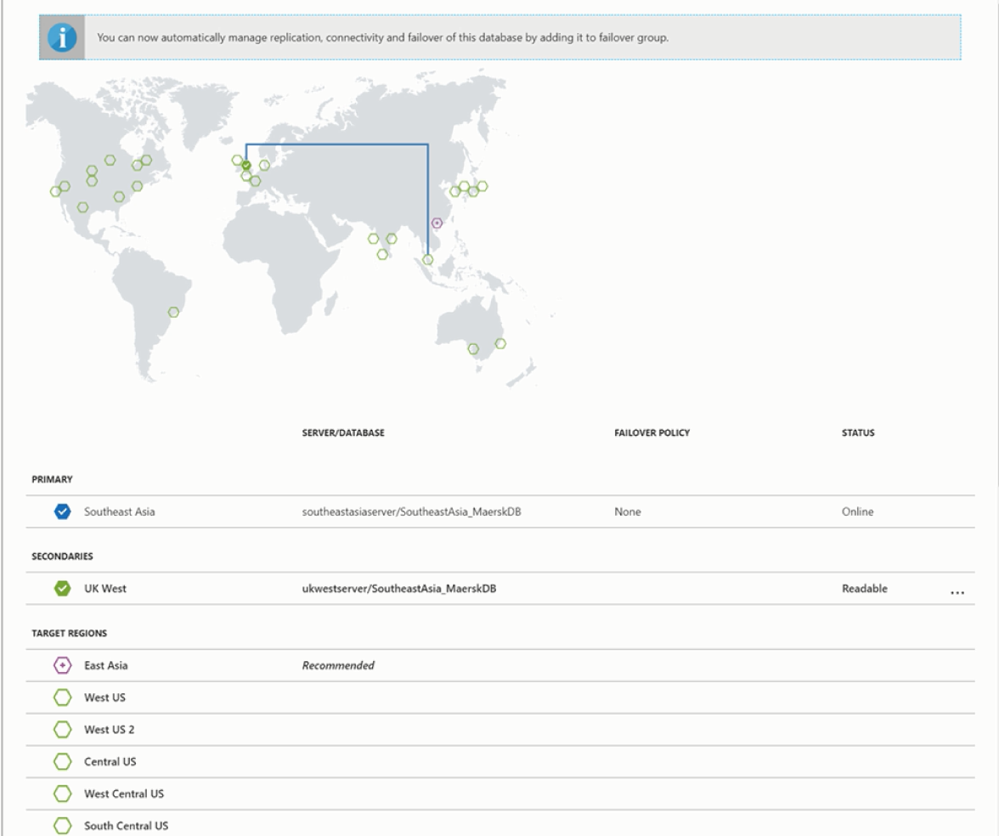 You can now automatically manage replication, connectivity and failover of this database by adding it to failover group.
SERVER/DATABASE FAILOVER POLICY STATUS
PRIMARY
Southeast Asia southeastasiaserver/SoutheastAsia_MaerskDB None Online
SECONDARIES
UK West ukwestserver/SoutheastAsia_MaerskDB Readable ...
TARGET REGIONS
East Asia Recommended
West US
West US 2
Central US
West Central US
South Central US